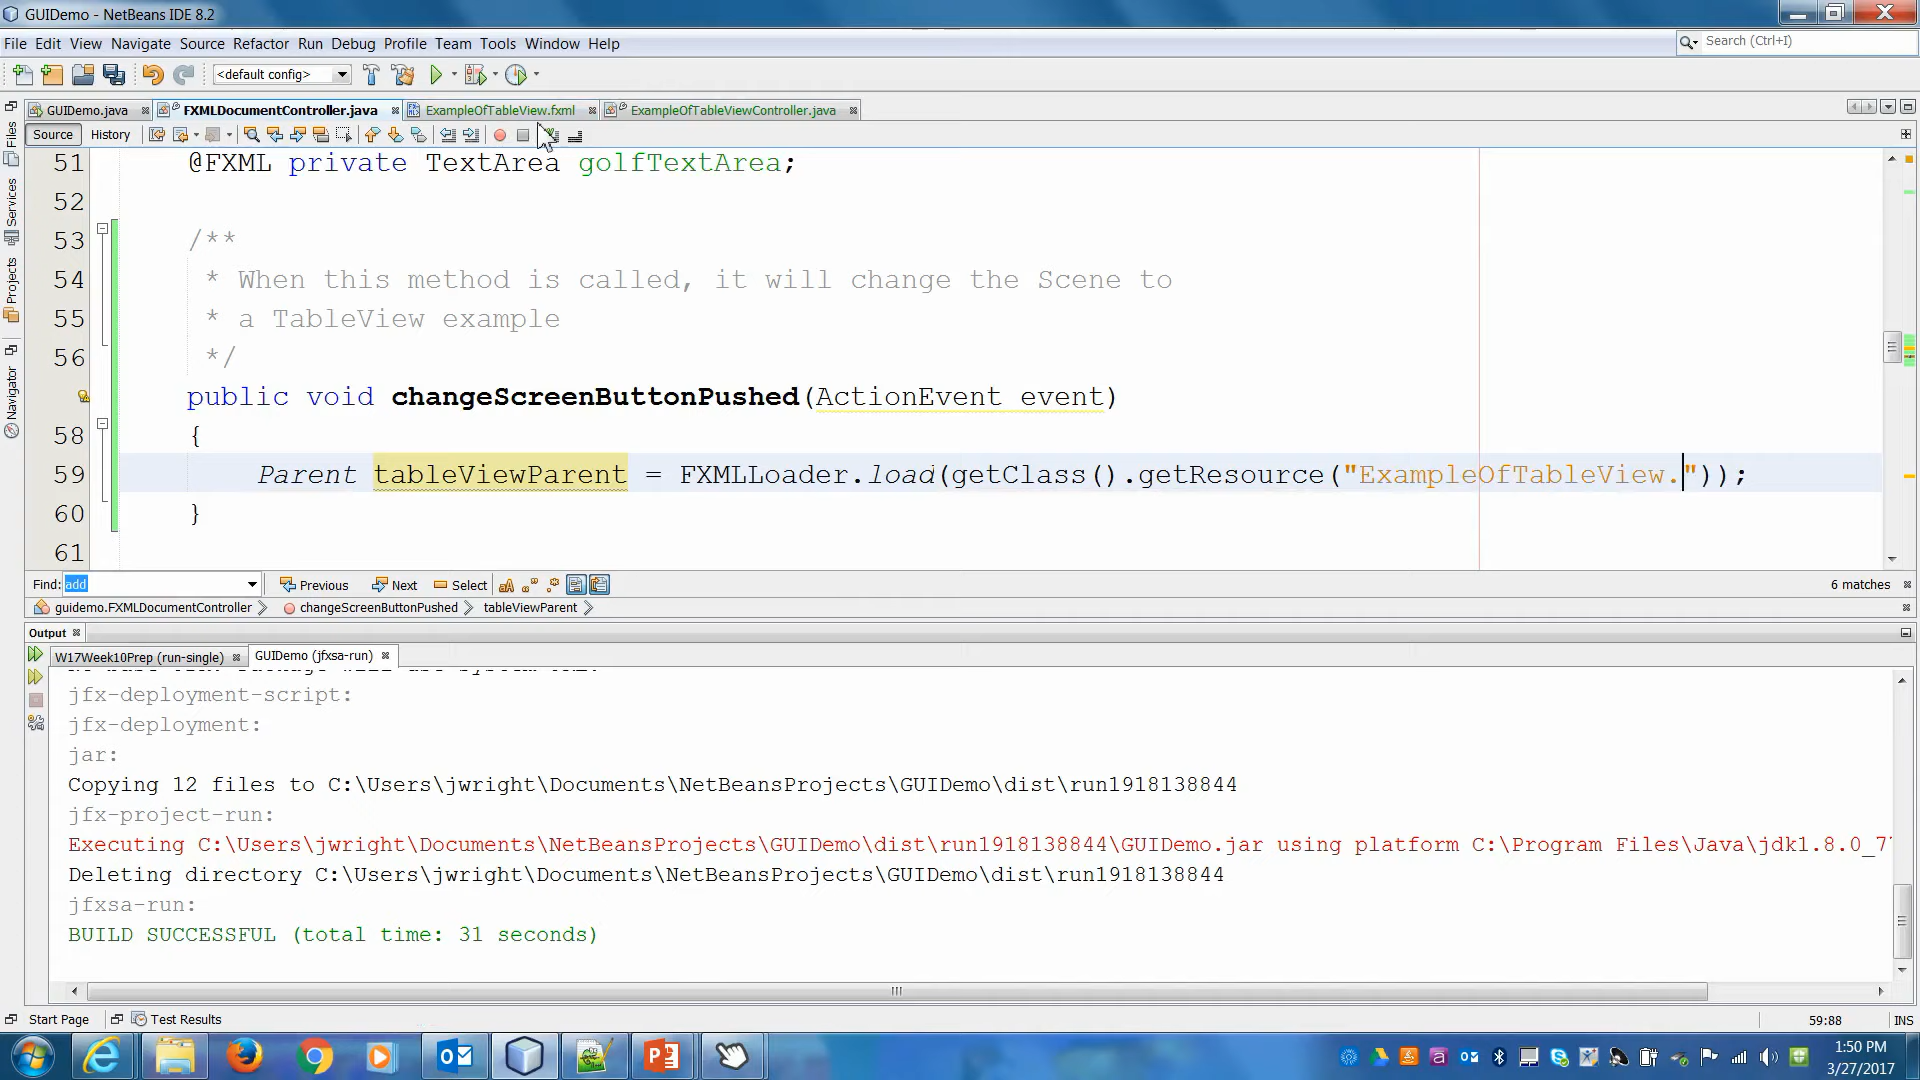 GUIDemo - NetBeans IDE 8.2
File Edit View Navigate Source Refactor Run Debug Profile Team Tools Window Help
Search (Ctrl+I)
<default config>
GUIDemo.java FXMLDocumentController.java ExampleOfTableView.fxml ExampleOfTableViewController.java
Source History
51 @FXML private TextArea golfTextArea;
52
53 /**
54 * When this method is called, it will change the Scene to
55 * a TableView example
56 */
public void changeScreenButtonPushed(ActionEvent event)
58 {
59 Parent tableViewParent = FXMLLoader.load(getClass().getResource("ExampleOfTableView."));
60 }
61
Find: add Previous Next Select 6 matches
guidemo.FXMLDocumentController changeScreenButtonPushed tableViewParent
Output
W17Week10Prep (run-single) GUIDemo (jfxsa-run)
jfx-deployment-script:
jfx-deployment:
jar:
Copying 12 files to C:\Users\jwright\Documents\NetBeansProjects\GUIDemo\dist\run1918138844
jfx-project-run:
Executing C:\Users\jwright\Documents\NetBeansProjects\GUIDemo\dist\run1918138844\GUIDemo.jar using platform C:\Program Files\Java\jdk1.8.0_7
Deleting directory C:\Users\jwright\Documents\NetBeansProjects\GUIDemo\dist\run1918138844
jfxsa-run:
BUILD SUCCESSFUL (total time: 31 seconds)
Start Page Test Results
59:88 INS
Files
Services
Projects
Navigator
1:50 PM
3/27/2017